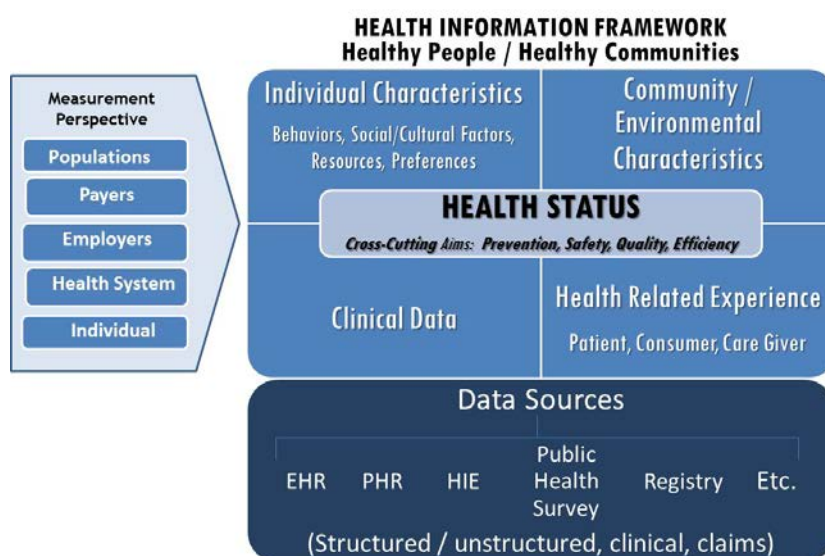 HEALTH INFORMATION FRAMEWORK
Healthy People / Healthy Communities
Measurement
Perspective
Populations
Payers
Employers
Health System
Individual
Individual Characteristics
Behaviors, Social/Cultural Factors,
Resources, Preferences
Community /
Environmental
Characteristics
HEALTH STATUS
Cross-Cutting Aims: Prevention, Safety, Quality, Efficiency
Clinical Data
Health Related Experience
Patient, Consumer, Care Giver
Data Sources
EHR
PHR
HIE
Public
Health
Survey
Registry
Etc.
(Structured / unstructured, clinical, claims)